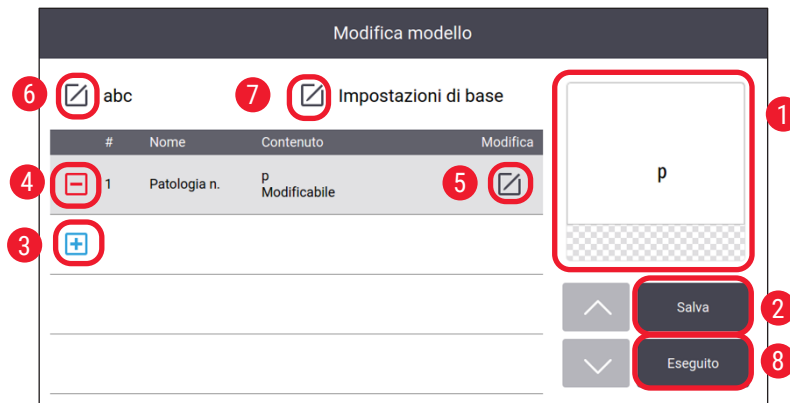 Modifica modello
6 abc
7 Impostazioni di base
1
# Nome Contenuto Modifica
4 1 Patologia n. p
Modificabile
5
p
3
Salva 2
Eseguito 8